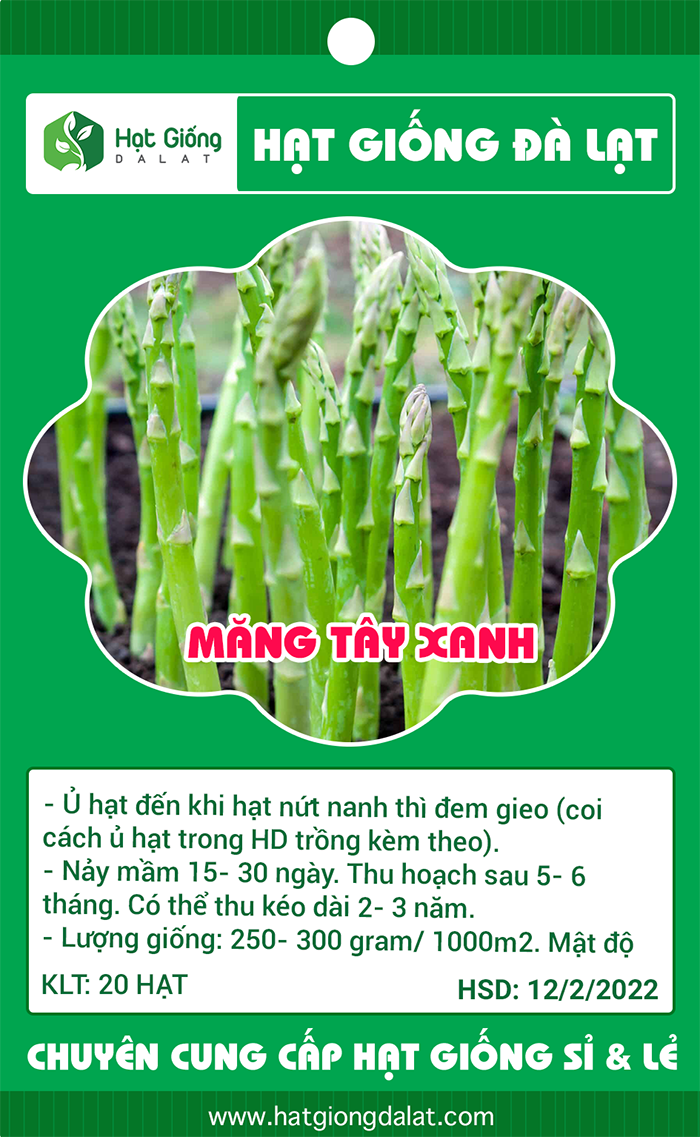 Hạt Giống
DALAT
HẠT GIỐNG ĐÀ LẠT
MĂNG TÂY XANH
- Ủ hạt đến khi hạt nứt nanh thì đem gieo (coi
cách ủ hạt trong HD trồng kèm theo).
- Nảy mầm 15- 30 ngày. Thu hoạch sau 5- 6
tháng. Có thể thu kéo dài 2- 3 năm.
- Lượng giống: 250- 300 gram/ 1000m2. Mật độ
KLT: 20 HẠT
HSD: 12/2/2022
CHUYÊN CUNG CẤP HẠT GIỐNG SỈ & LẺ
www.hatgiongdalat.com